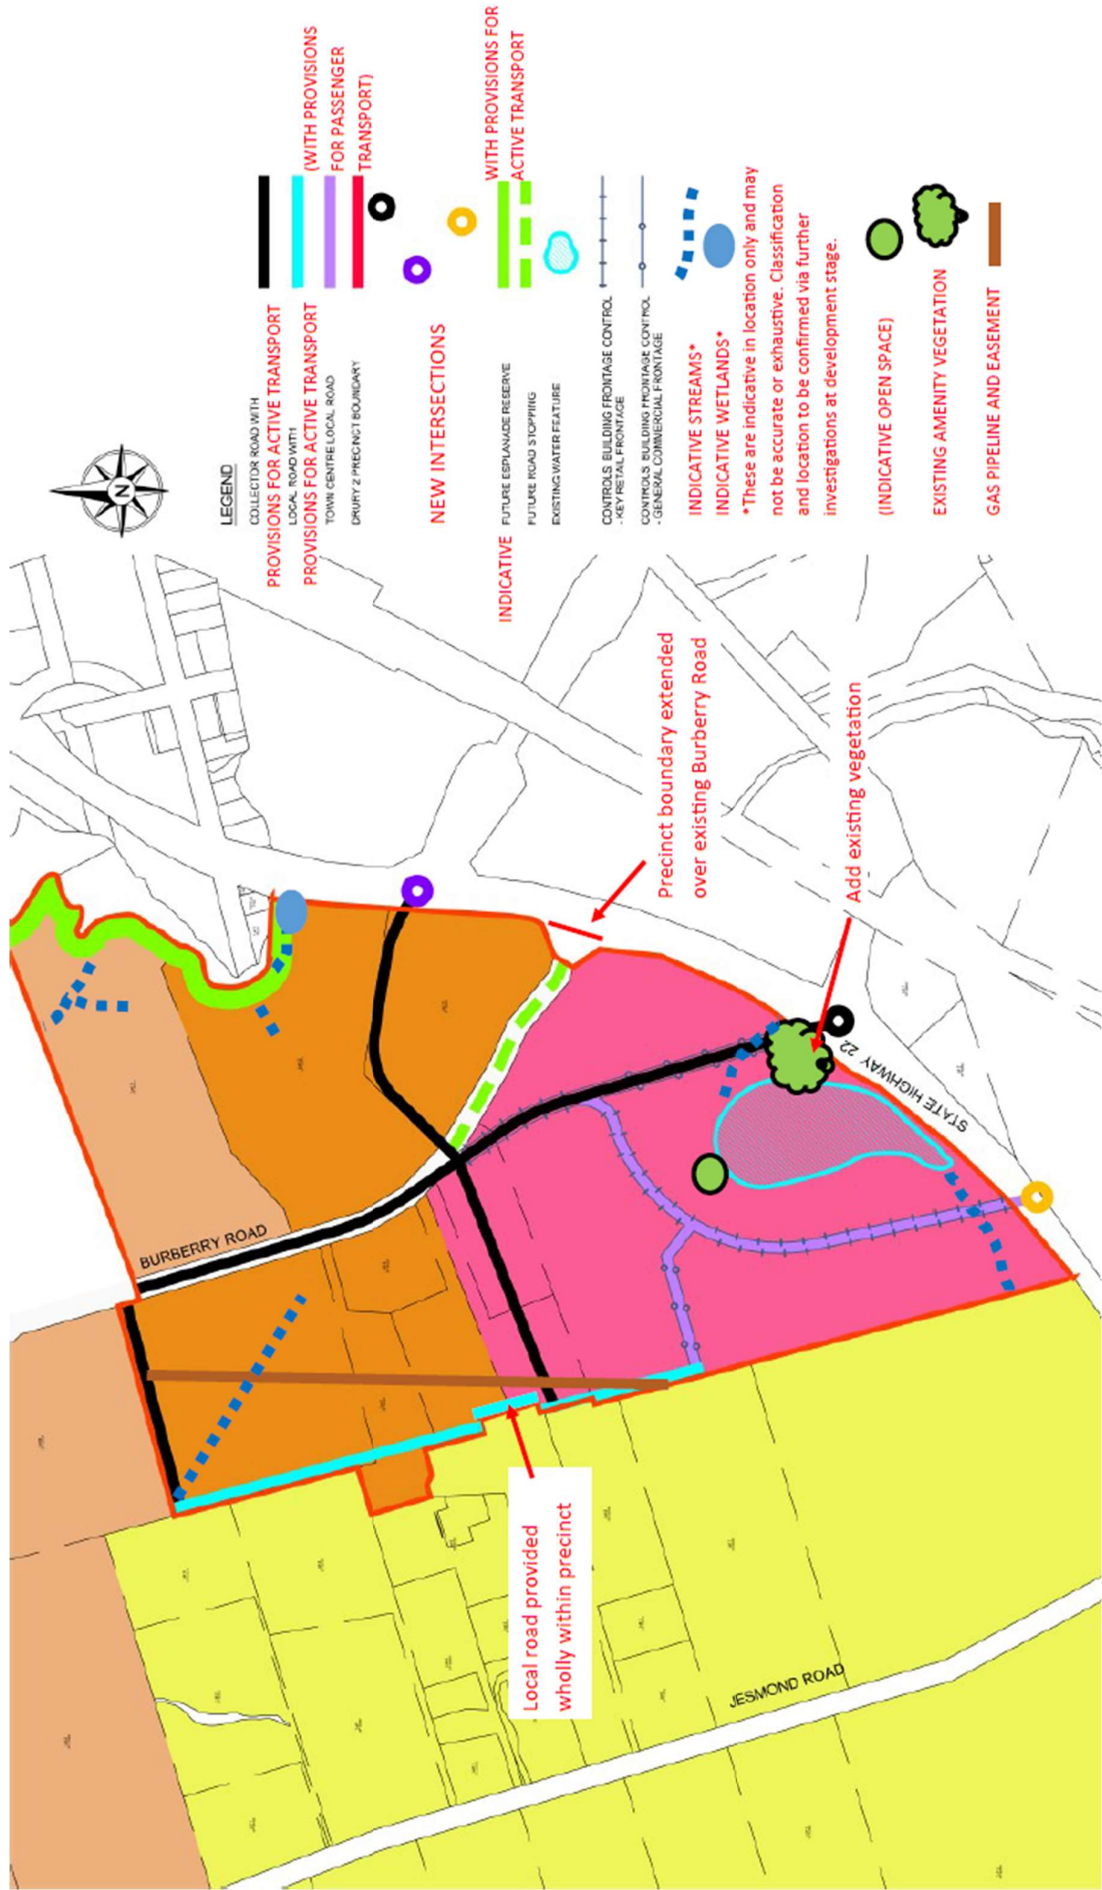 N
LEGEND
COLLECTOR ROAD WITH
PROVISIONS FOR ACTIVE TRANSPORT
LOCAL ROAD WITH
PROVISIONS FOR ACTIVE TRANSPORT
TOWN CENTRE LOCAL ROAD
DRURY 2 PRECINCT BOUNDARY
(WITH PROVISIONS
FOR PASSENGER
TRANSPORT)
NEW INTERSECTIONS
INDICATIVE FUTURE ESPLANADE RESERVE
FUTURE ROAD STOPPING
WITH PROVISIONS FOR
ACTIVE TRANSPORT
EXISTING WATER FEATURE
CONTROLS: BUILDING FRONTAGE CONTROL
- KEY RETAIL FRONTAGE
CONTROLS: BUILDING FRONTAGE CONTROL
- GENERAL COMMERCIAL FRONTAGE
INDICATIVE STREAMS*
INDICATIVE WETLANDS*
*These are indicative in location only and may
not be accurate or exhaustive. Classification
and location to be confirmed via further
investigations at development stage.
(INDICATIVE OPEN SPACE)
EXISTING AMENITY VEGETATION
GAS PIPELINE AND EASEMENT
Precinct boundary extended
over existing Burberry Road
Add existing vegetation
STATE HIGHWAY 22
BURBERRY ROAD
Local road provided
wholly within precinct
JESMOND ROAD